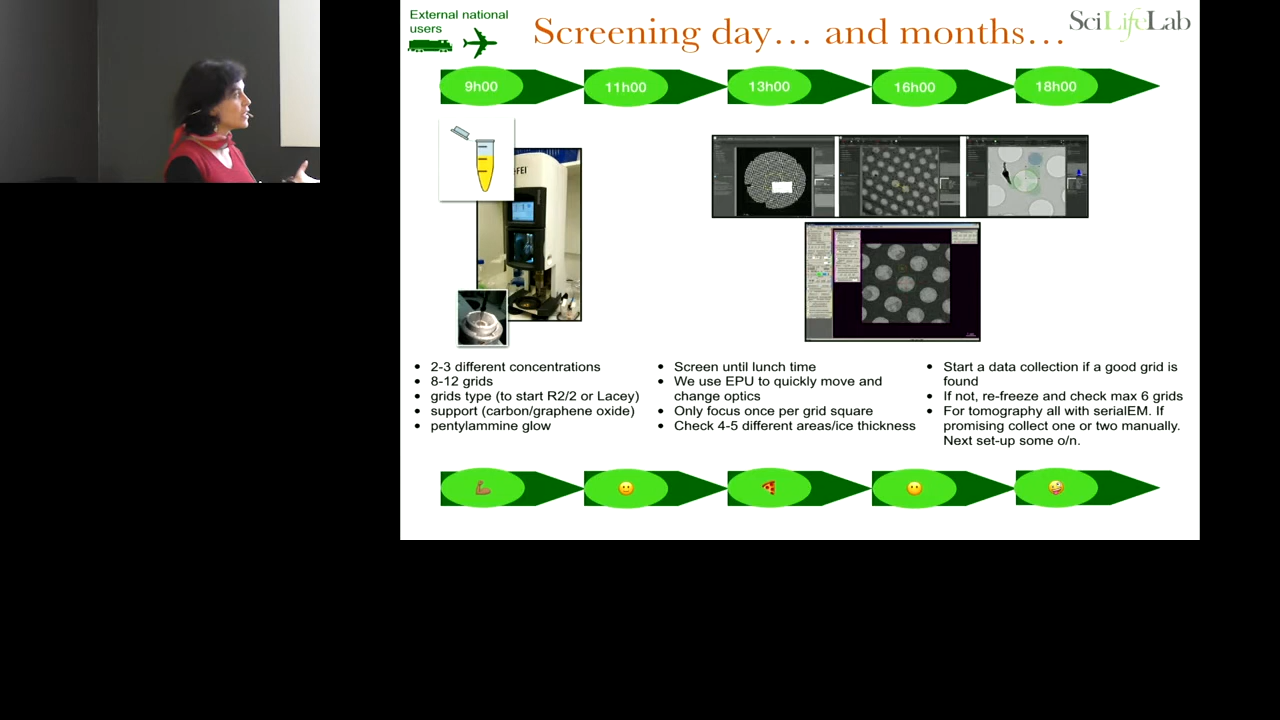 External national
users
Screening day… and months…
SciLifeLab
9h00
11h00
13h00
16h00
18h00
FEI
• 2-3 different concentrations
• 8-12 grids
• grids type (to start R2/2 or Lacey)
• support (carbon/graphene oxide)
• pentylammine glow
• Screen until lunch time
• We use EPU to quickly move and
change optics
• Only focus once per grid square
• Check 4-5 different areas/ice thickness
• Start a data collection if a good grid is
found
• If not, re-freeze and check max 6 grids
• For tomography all with serialEM. If
promising collect one or two manually.
Next set-up some o/n.